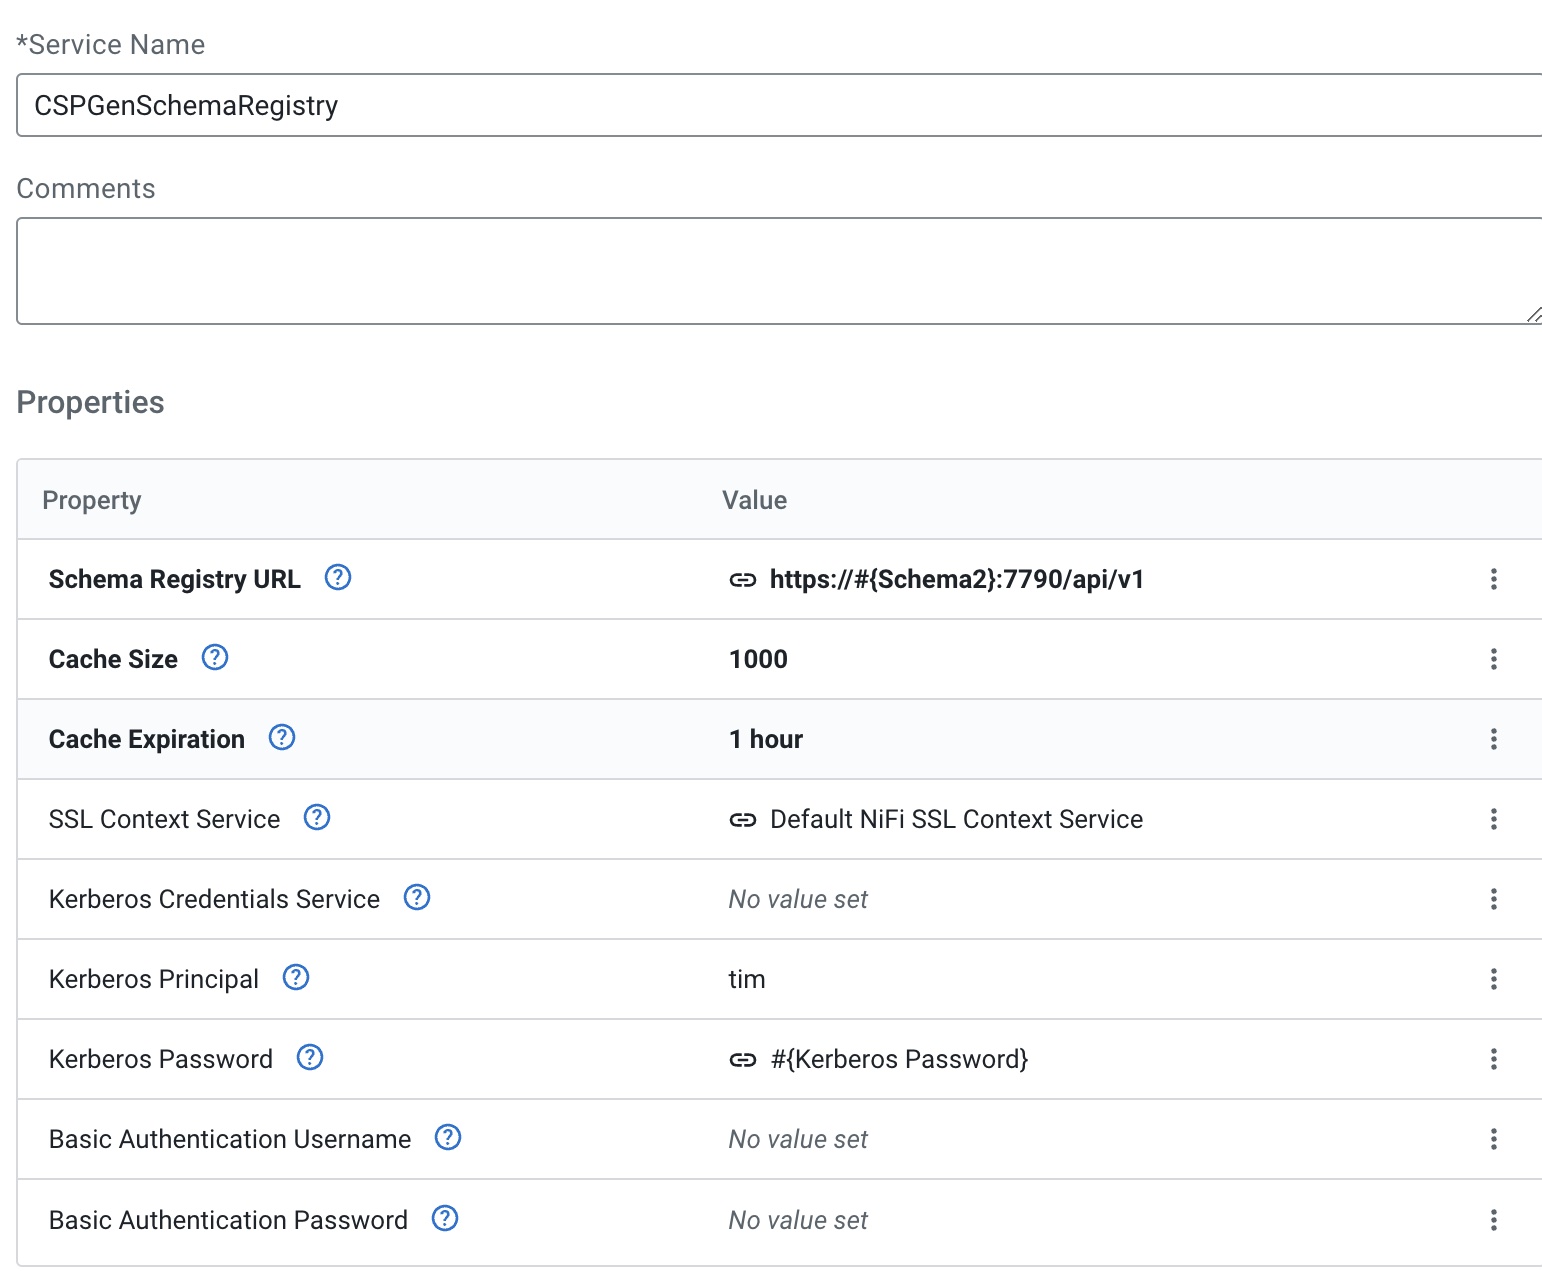 *Service Name
CSPGenSchemaRegistry
Comments
Properties
Property Value
Schema Registry URL https://#{Schema2}:7790/api/v1
Cache Size 1000
Cache Expiration 1 hour
SSL Context Service Default NiFi SSL Context Service
Kerberos Credentials Service No value set
Kerberos Principal tim
Kerberos Password #{Kerberos Password}
Basic Authentication Username No value set
Basic Authentication Password No value set